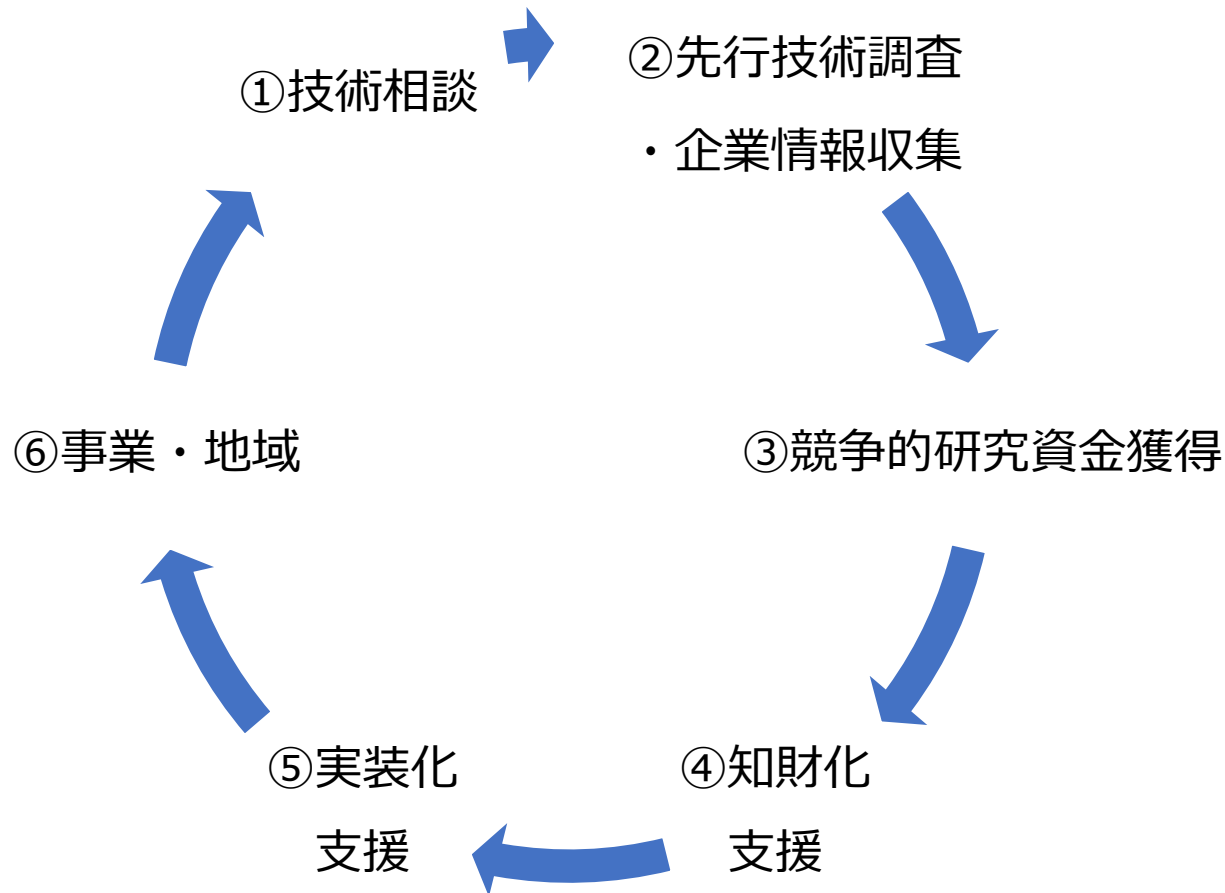 ①技術相談
②先行技術調査
・企業情報収集
③競争的研究資金獲得
④知財化
支援
⑤実装化
支援
⑥事業・地域